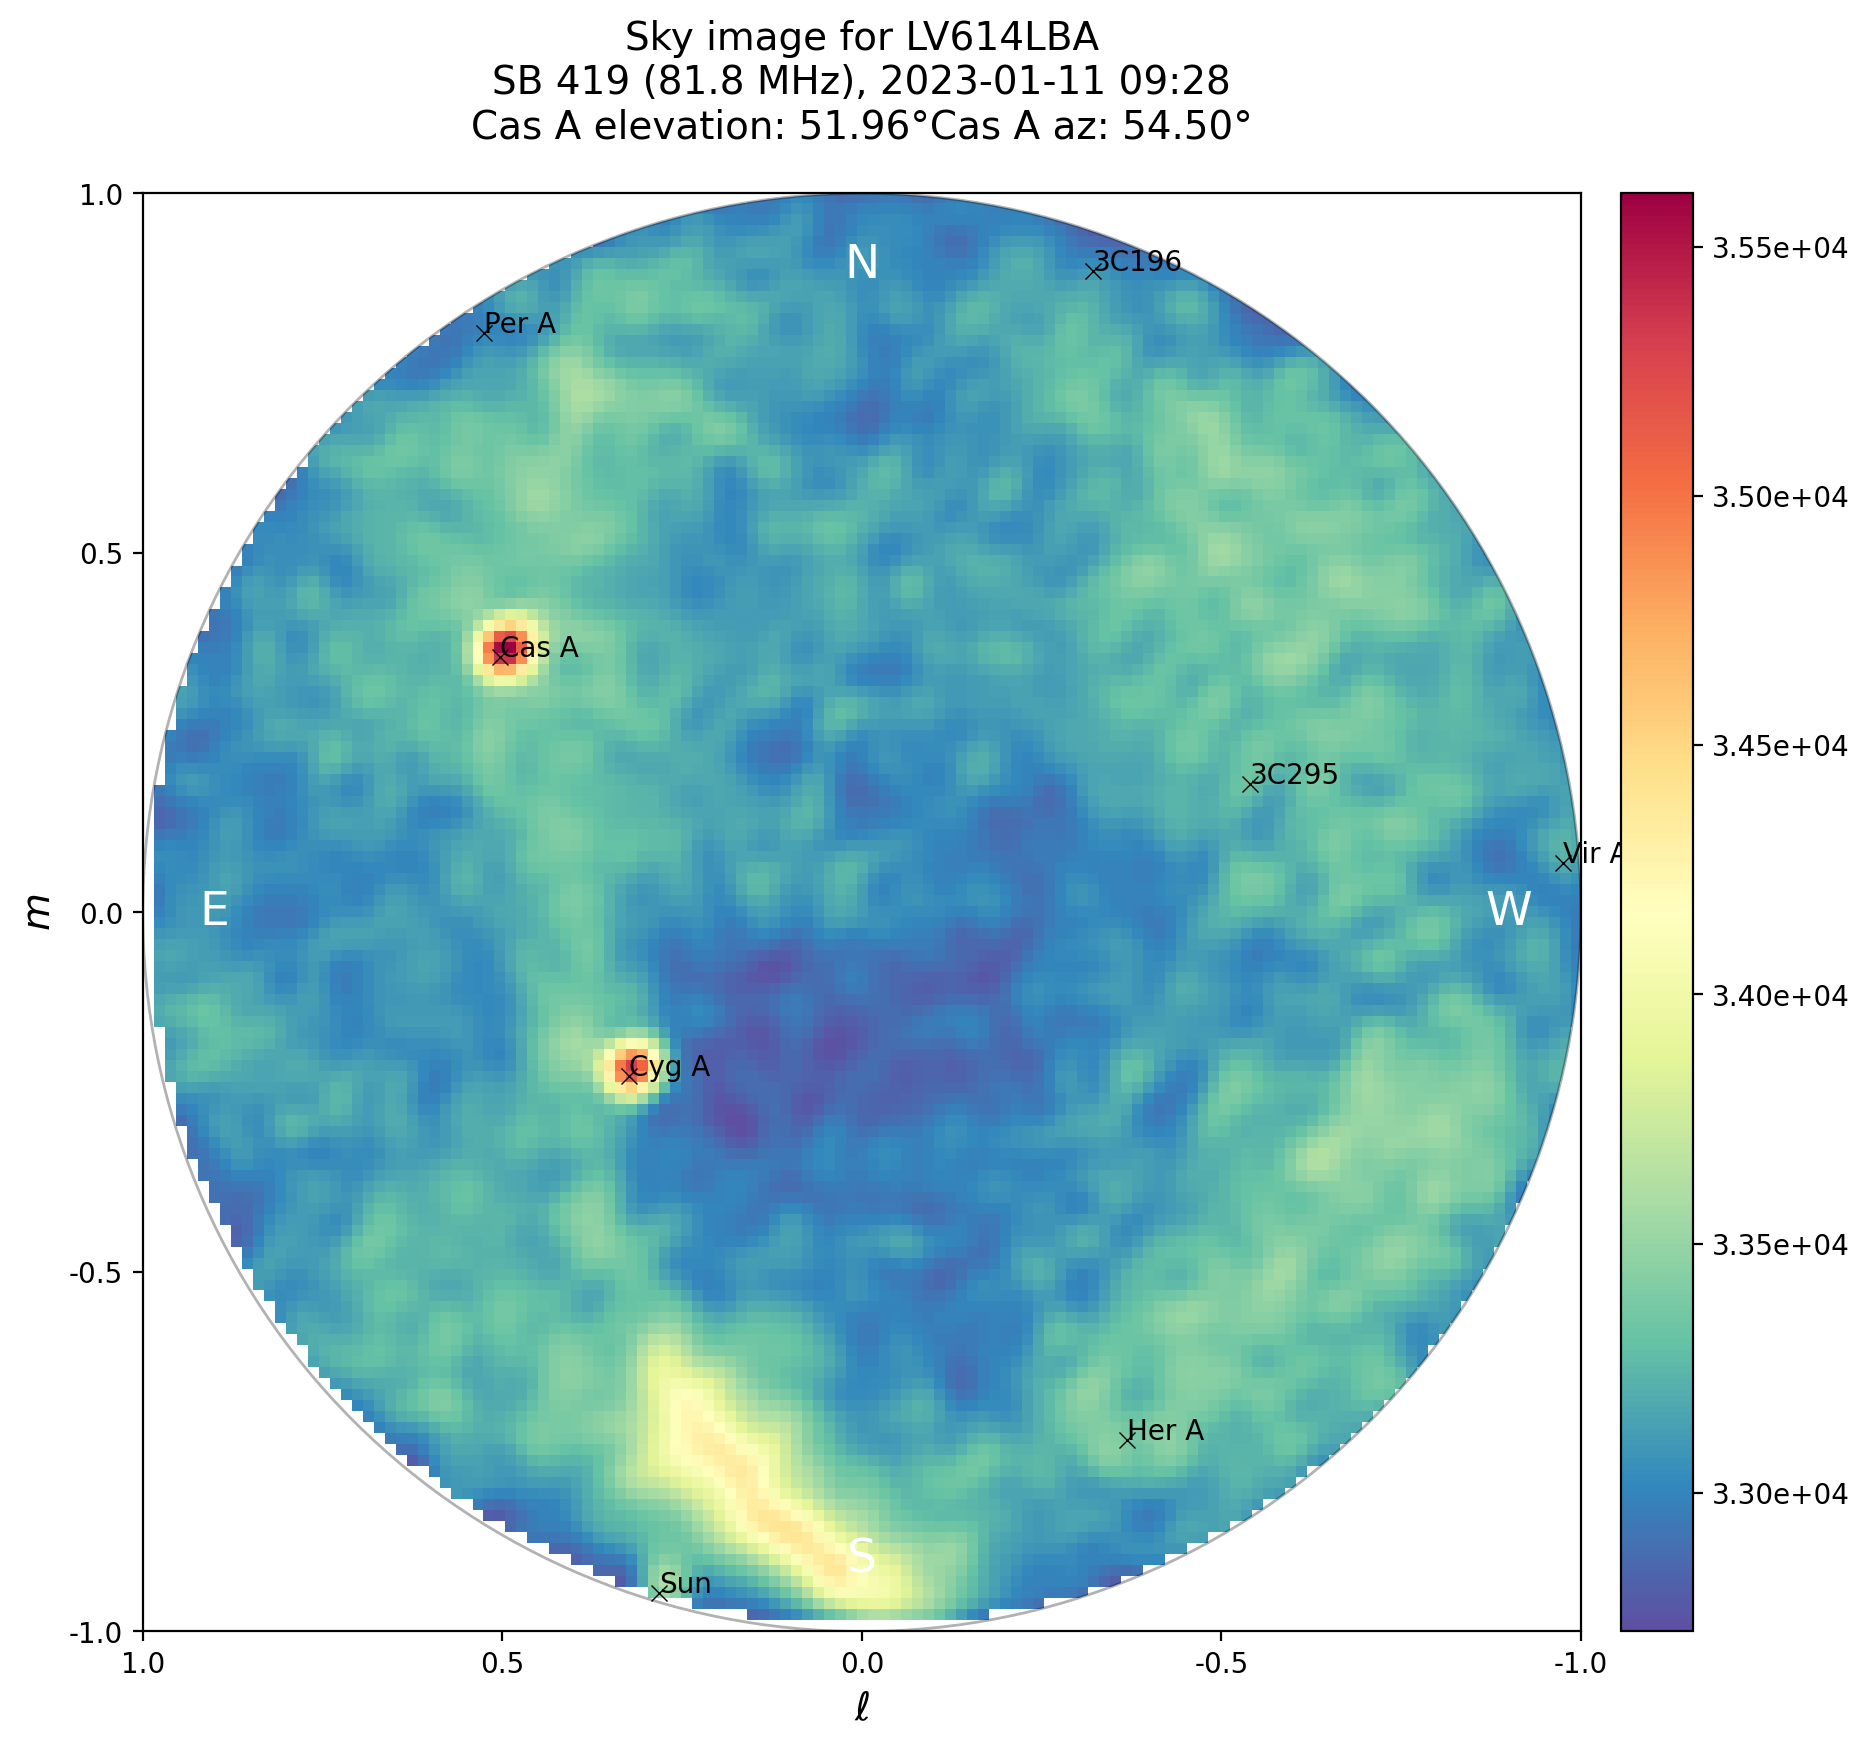 Sky image for LV614LBA
SB 419 (81.8 MHz), 2023-01-11 09:28
Cas A elevation: 51.96°Cas A az: 54.50°
1.0
0.5
0.0
-0.5
-1.0
m
1.0
0.5
0.0
-0.5
-1.0
ℓ
N
3C196
Per A
Cas A
3C295
Vir A
E
W
Cyg A
Her A
S
Sun
3.55e+04
3.50e+04
3.45e+04
3.40e+04
3.35e+04
3.30e+04